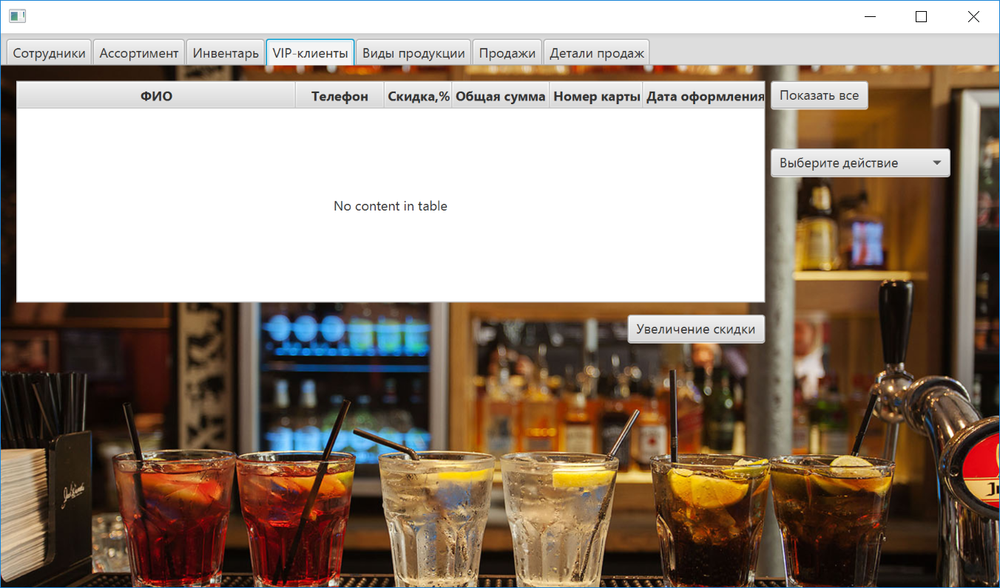 Сотрудники Ассортимент Инвентарь VIP-клиенты Виды продукции Продажи Детали продаж
ФИО Телефон Скидка,% Общая сумма Номер карты Дата оформления
Показать все
Выберите действие
No content in table
Увеличение скидки